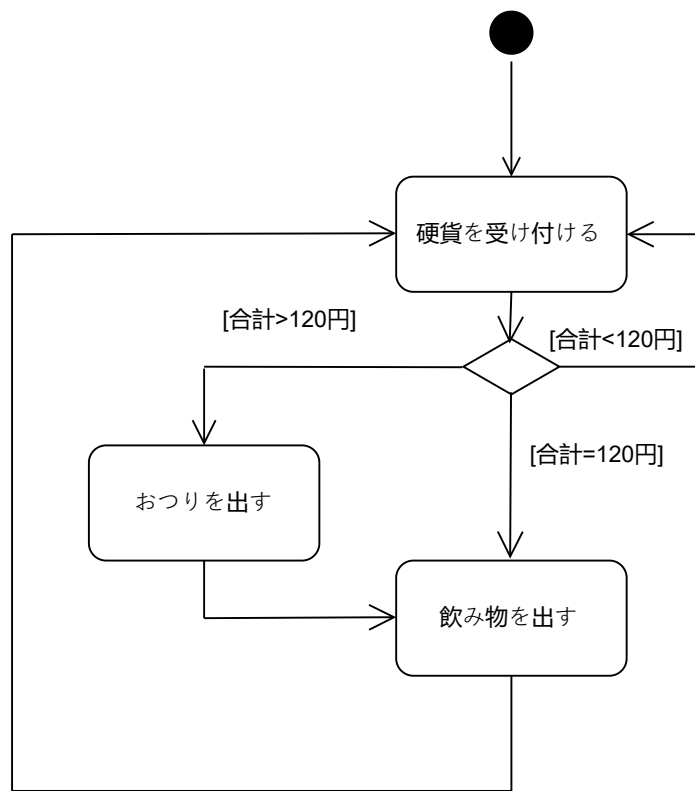 硬貨を受け付ける
[合計>120円]
[合計<120円]
[合計=120円]
おつりを出す
飲み物を出す